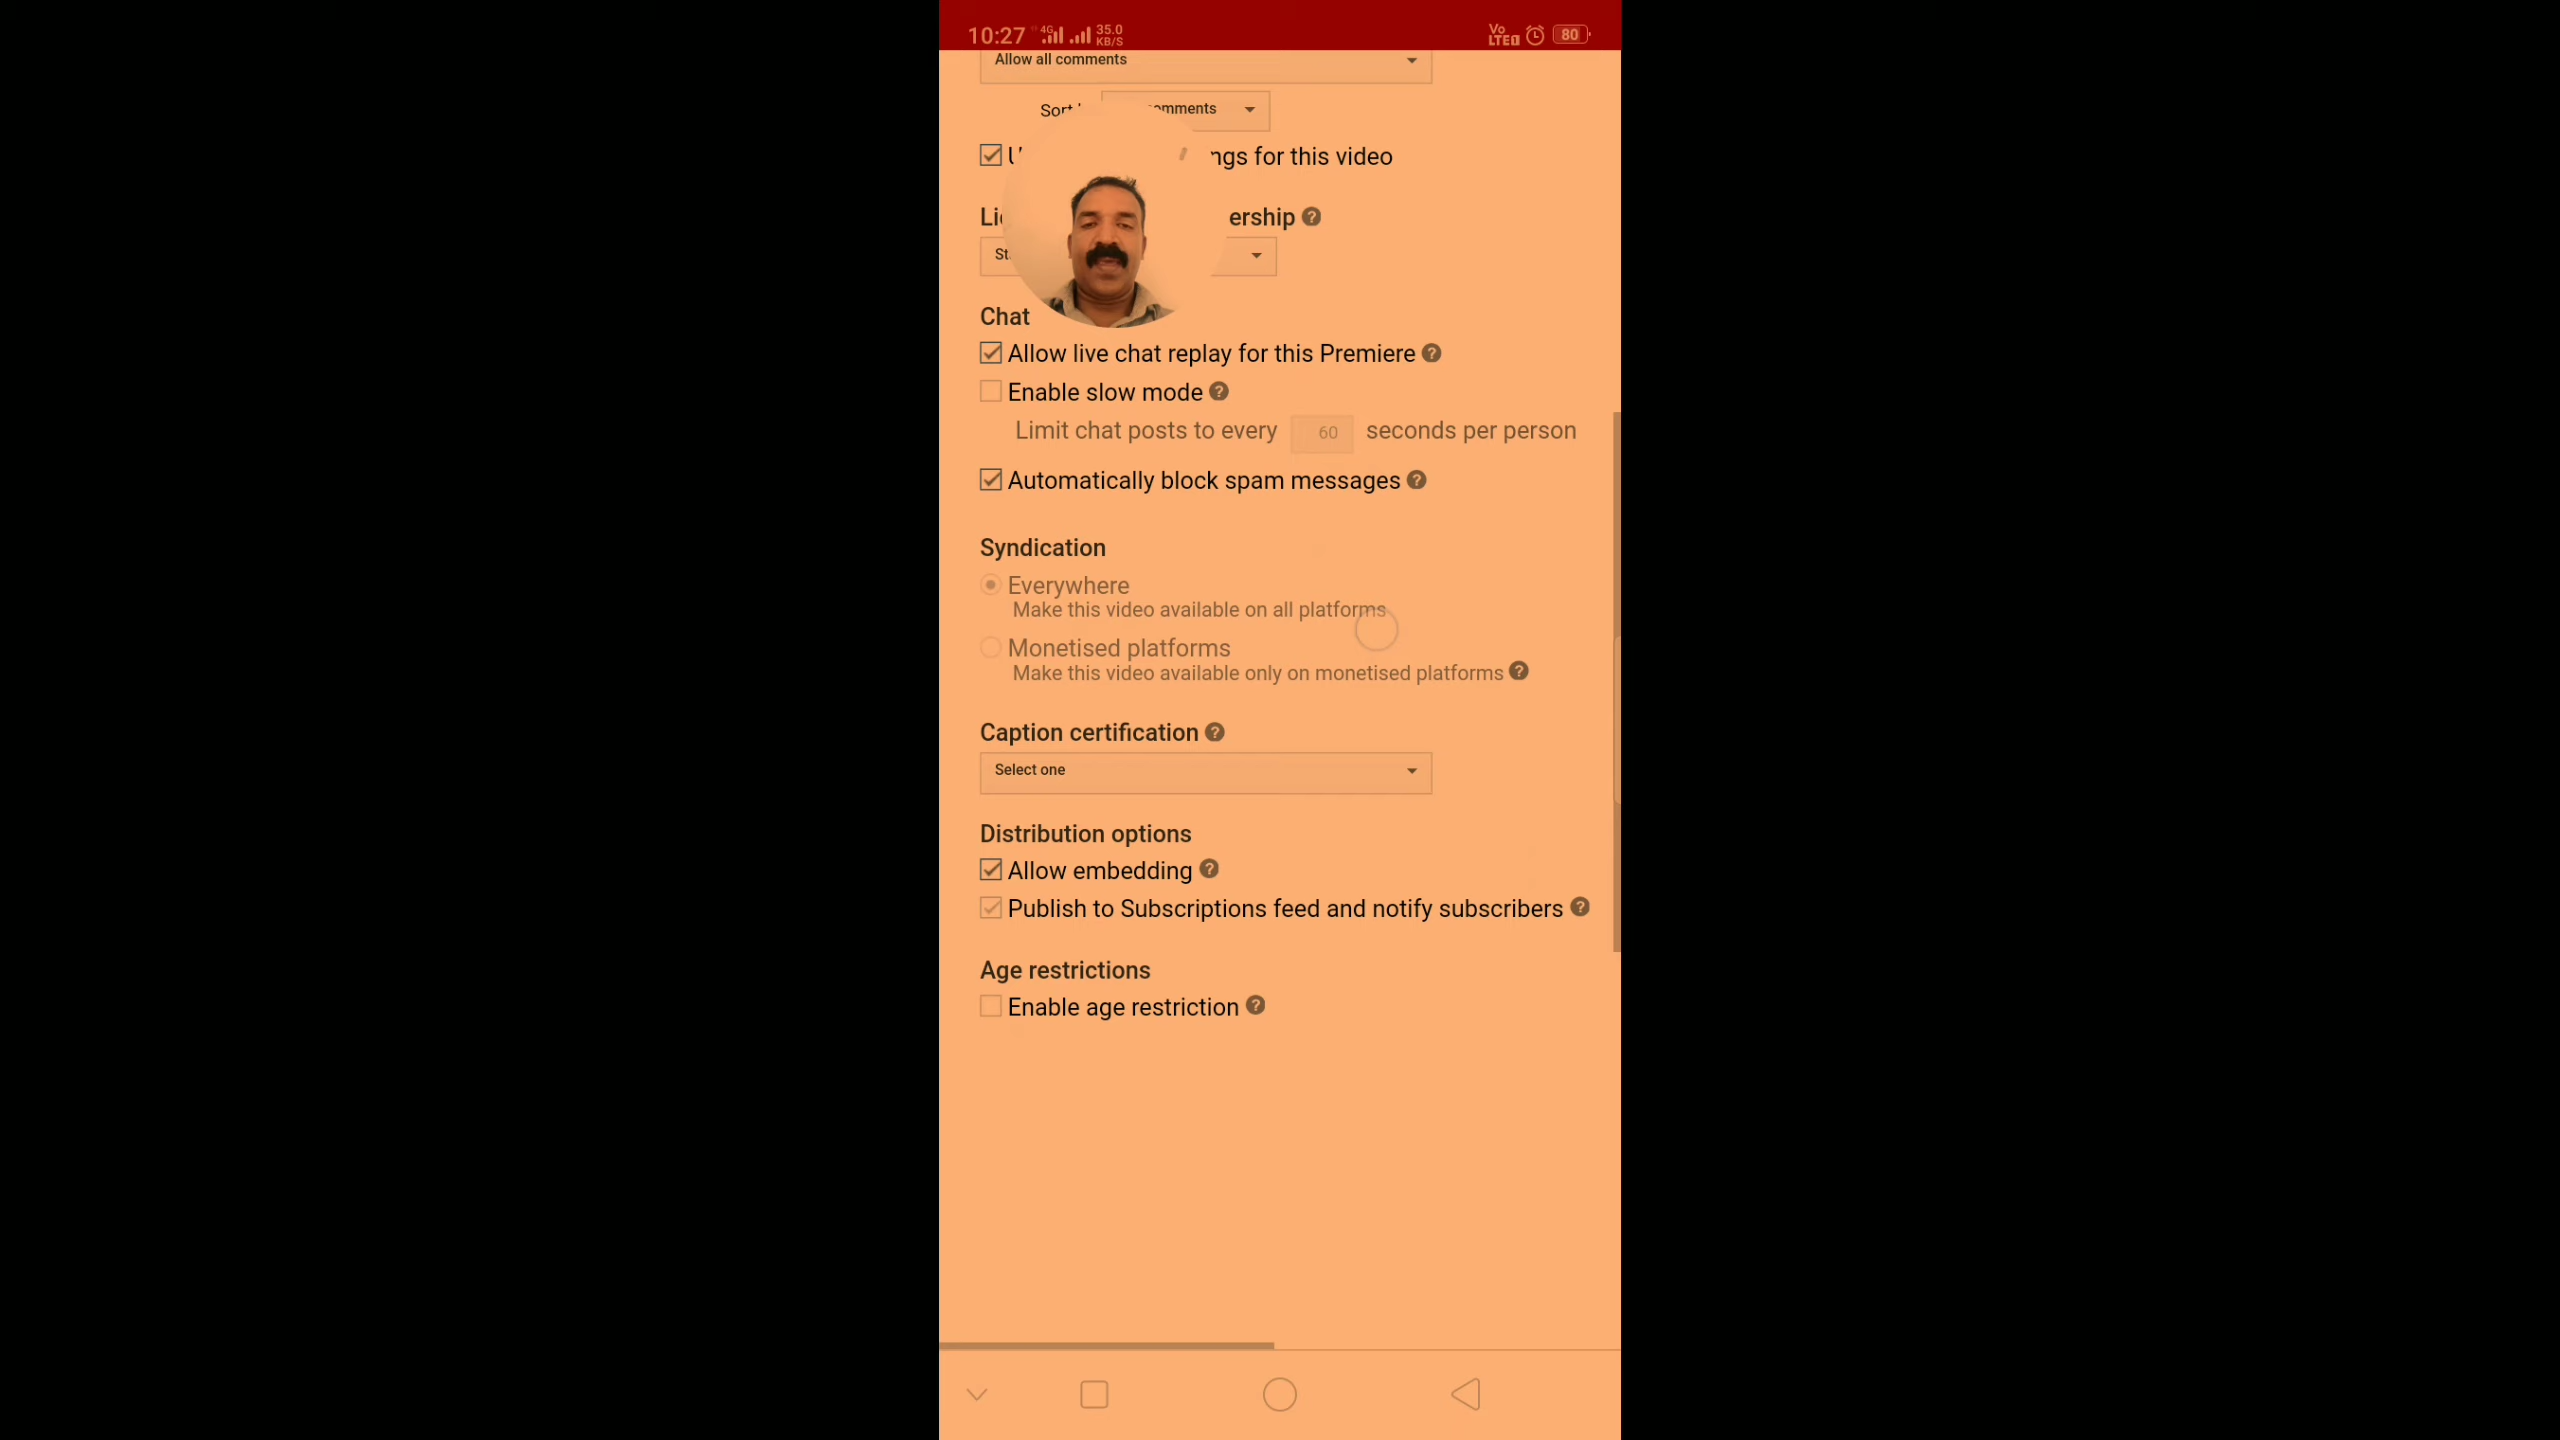 10:27 4G 35.0 KB/S Vo LTE1 80
Allow all comments
comments
ngs for this video
ership
Chat
Allow live chat replay for this Premiere
Enable slow mode
Limit chat posts to every 60 seconds per person
Automatically block spam messages
Syndication
Everywhere
Make this video available on all platforms
Monetised platforms
Make this video available only on monetised platforms
Caption certification
Select one
Distribution options
Allow embedding
Publish to Subscriptions feed and notify subscribers
Age restrictions
Enable age restriction